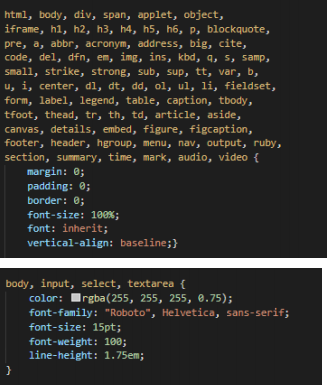 html, body, div, span, applet, object,
iframe, h1, h2, h3, h4, h5, h6, p, blockquote,
pre, a, abbr, acronym, address, big, cite,
code, del, dfn, em, img, ins, kbd, q, s, samp,
small, strike, strong, sub, sup, tt, var, b,
u, i, center, dl, dt, dd, ol, ul, li, fieldset,
form, label, legend, table, caption, tbody,
tfoot, thead, tr, th, td, article, aside,
canvas, details, embed, figure, figcaption,
footer, header, hgroup, menu, nav, output, ruby,
section, summary, time, mark, audio, video {
margin: 0;
padding: 0;
border: 0;
font-size: 100%;
font: inherit;
vertical-align: baseline;}
body, input, select, textarea {
color: rgba(255, 255, 255, 0.75);
font-family: "Roboto", Helvetica, sans-serif;
font-size: 15pt;
font-weight: 100;
line-height: 1.75em;
}